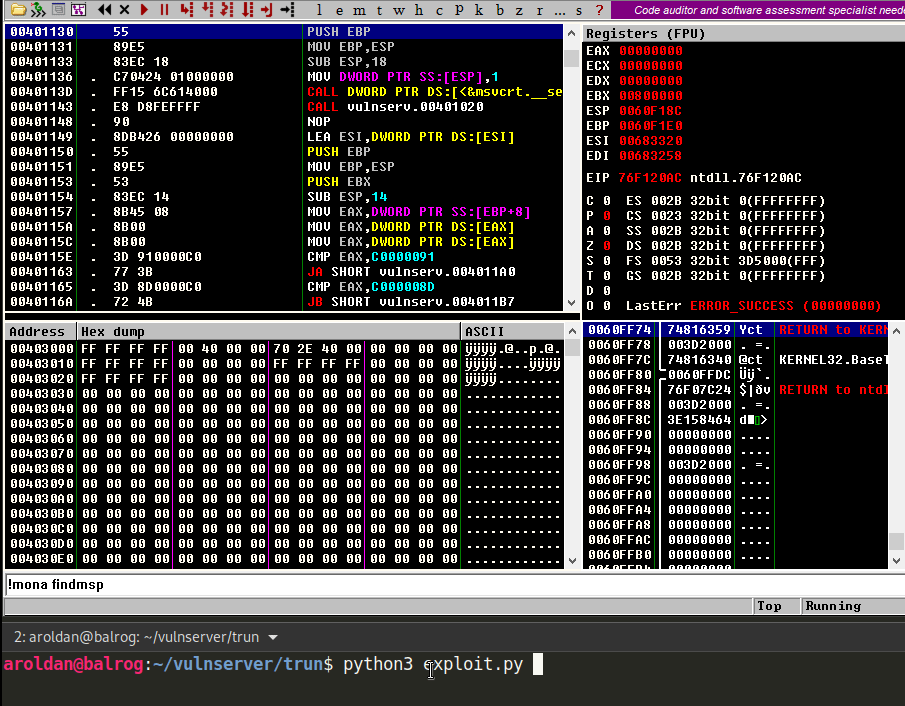 l e m t w h c P k b z r ... s ?
Code auditor and software assessment specialist neede
00401130 55 PUSH EBP
00401131 89E5 MOV EBP,ESP
00401133 83EC 18 SUB ESP,18
00401136 . C70424 01000000 MOV DWORD PTR SS:[ESP],1
0040113D . FF15 6C614000 CALL DWORD PTR DS:[<&msvcrt.__se
00401143 . E8 D8FEFFFF CALL vulnserv.00401020
00401148 . 90 NOP
00401149 . 8DB426 00000000 LEA ESI,DWORD PTR DS:[ESI]
00401150 . 55 PUSH EBP
00401151 . 89E5 MOV EBP,ESP
00401153 . 53 PUSH EBX
00401154 . 83EC 14 SUB ESP,14
00401157 . 8B45 08 MOV EAX,DWORD PTR SS:[EBP+8]
0040115A . 8B00 MOV EAX,DWORD PTR DS:[EAX]
0040115C . 8B00 MOV EAX,DWORD PTR DS:[EAX]
0040115E . 3D 910000C0 CMP EAX,C0000091
00401163 . 77 3B JA SHORT vulnserv.004011A0
00401165 . 3D 8D0000C0 CMP EAX,C000008D
0040116A . 72 4B JB SHORT vulnserv.004011B7
Registers (FPU)
EAX 00000000
ECX 00000000
EDX 00000000
EBX 00800000
ESP 0060F18C
EBP 0060F1E0
ESI 00683320
EDI 00683258
EIP 76F120AC ntdll.76F120AC
C 0 ES 002B 32bit 0(FFFFFFFF)
P 0 CS 0023 32bit 0(FFFFFFFF)
A 0 SS 002B 32bit 0(FFFFFFFF)
Z 0 DS 002B 32bit 0(FFFFFFFF)
S 0 FS 0053 32bit 3D5000(FFF)
T 0 GS 002B 32bit 0(FFFFFFFF)
D 0
O 0 LastErr ERROR_SUCCESS (00000000)
Address Hex dump ASCII
00403000 FF FF FF FF 00 40 00 00 70 2E 40 00 00 00 00 00 ÿÿÿÿ.@..p.@.
00403010 FF FF FF FF 00 00 00 00 FF FF FF FF 00 00 00 00 ÿÿÿÿ....ÿÿÿÿ
00403020 FF FF FF FF 00 00 00 00 00 00 00 00 00 00 00 00 ÿÿÿÿ........
00403030 00 00 00 00 00 00 00 00 00 00 00 00 00 00 00 00 ............
00403040 00 00 00 00 00 00 00 00 00 00 00 00 00 00 00 00 ............
00403050 00 00 00 00 00 00 00 00 00 00 00 00 00 00 00 00 ............
00403060 00 00 00 00 00 00 00 00 00 00 00 00 00 00 00 00 ............
00403070 00 00 00 00 00 00 00 00 00 00 00 00 00 00 00 00 ............
00403080 00 00 00 00 00 00 00 00 00 00 00 00 00 00 00 00 ............
00403090 00 00 00 00 00 00 00 00 00 00 00 00 00 00 00 00 ............
004030A0 00 00 00 00 00 00 00 00 00 00 00 00 00 00 00 00 ............
004030B0 00 00 00 00 00 00 00 00 00 00 00 00 00 00 00 00 ............
004030C0 00 00 00 00 00 00 00 00 00 00 00 00 00 00 00 00 ............
004030D0 00 00 00 00 00 00 00 00 00 00 00 00 00 00 00 00 ............
004030E0 00 00 00 00 00 00 00 00 00 00 00 00 00 00 00 00 ............
0060FF74 74816359 Yct RETURN to KERN
0060FF78 003D2000 . =.
0060FF7C 74816340 @ct KERNEL32.BaseT
0060FF80 0060FFDC Üÿ`.
0060FF84 76F07C24 $|ðv RETURN to ntdl
0060FF88 003D2000 . =.
0060FF8C 3E158464 d >
0060FF90 00000000 ....
0060FF94 00000000 ....
0060FF98 003D2000 . =.
0060FF9C 00000000 ....
0060FFA0 00000000 ....
0060FFA4 00000000 ....
0060FFA8 00000000 ....
0060FFAC 00000000 ....
0060FFB0 00000000 ....
!mona findmsp
Top Running
2: aroldan@balrog: ~/vulnserver/trun
aroldan@balrog:~/vulnserver/trun$ python3 exploit.py